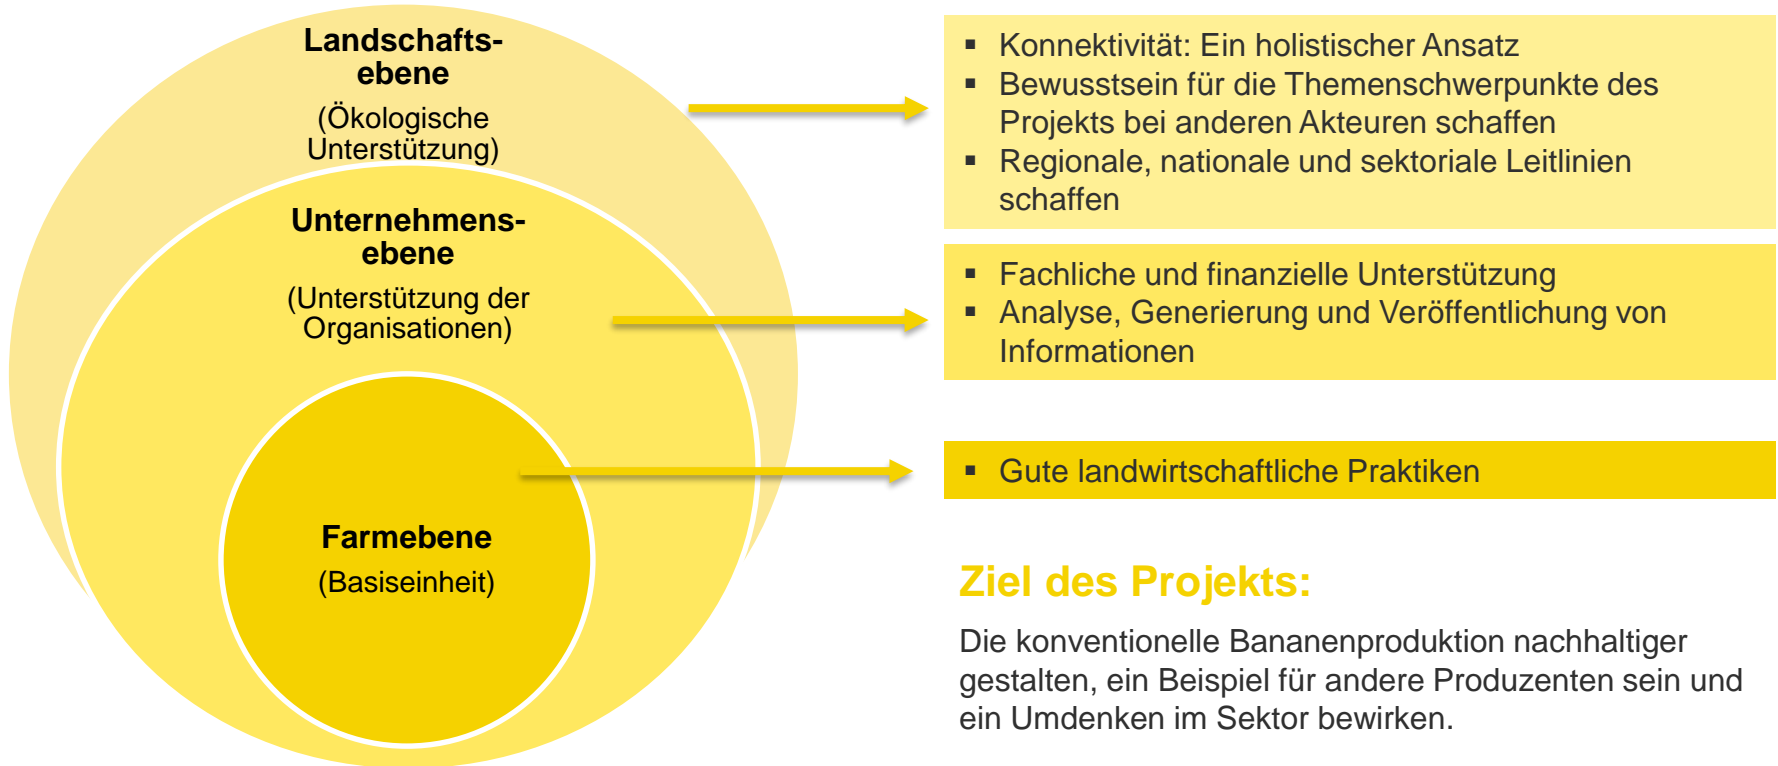 Landschafts-
ebene
(Ökologische
Unterstützung)
Unternehmens-
ebene
(Unterstützung der
Organisationen)
Farmebene
(Basiseinheit)
▪ Konnektivität: Ein holistischer Ansatz
▪ Bewusstsein für die Themenschwerpunkte des
Projekts bei anderen Akteuren schaffen
▪ Regionale, nationale und sektoriale Leitlinien
schaffen
▪ Fachliche und finanzielle Unterstützung
▪ Analyse, Generierung und Veröffentlichung von
Informationen
▪ Gute landwirtschaftliche Praktiken
Ziel des Projekts:
Die konventionelle Bananenproduktion nachhaltiger
gestalten, ein Beispiel für andere Produzenten sein und
ein Umdenken im Sektor bewirken.